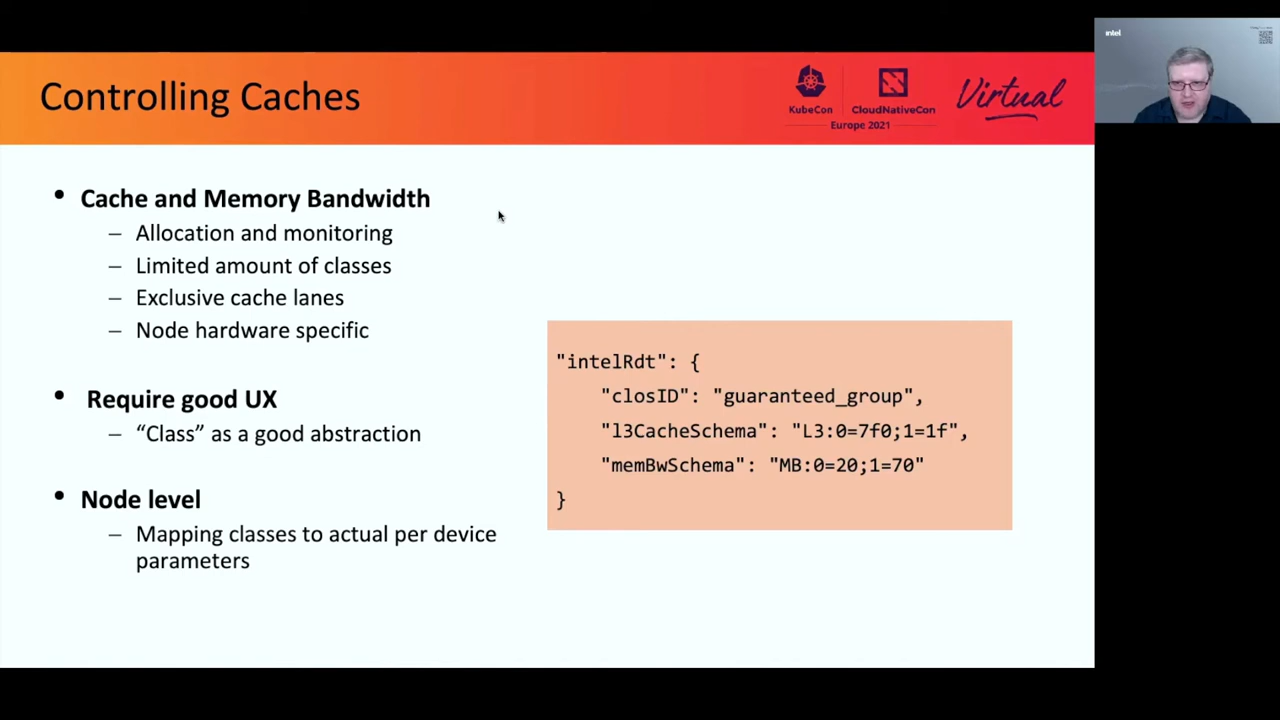 Controlling Caches
KubeCon
CloudNativeCon
Europe 2021
Virtual
intel
• Cache and Memory Bandwidth
– Allocation and monitoring
– Limited amount of classes
– Exclusive cache lanes
– Node hardware specific
• Require good UX
– “Class” as a good abstraction
• Node level
– Mapping classes to actual per device
parameters
"intelRdt": {
"closID": "guaranteed_group",
"l3CacheSchema": "L3:0=7f0;1=1f",
"memBwSchema": "MB:0=20;1=70"
}